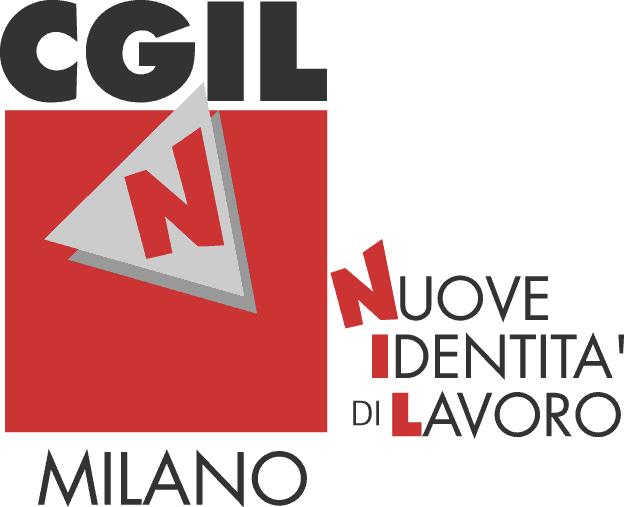 CGIL
N
NUOVE
IDENTITA'
DI LAVORO
MILANO